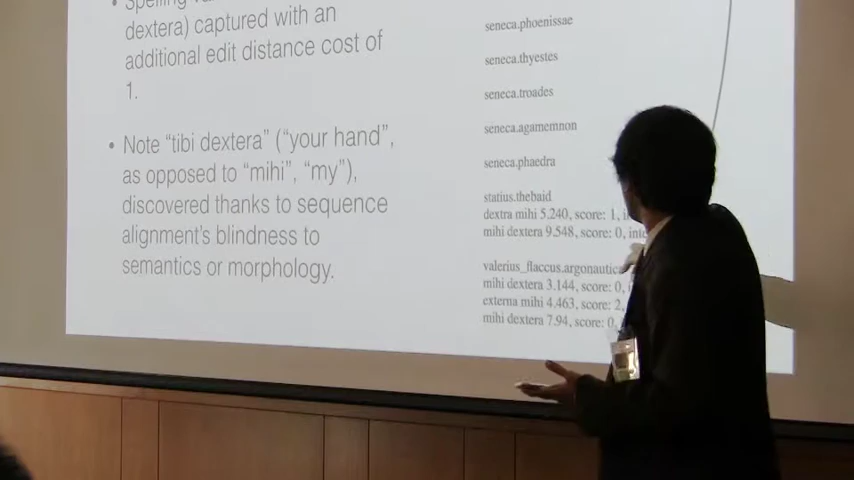 • Spelling
dextera) captured with an
additional edit distance cost of
1.
• Note “tibi dextera” (“your hand”,
as opposed to “mihi”, “my”),
discovered thanks to sequence
alignment’s blindness to
semantics or morphology.
seneca.phoenissae
seneca.thyestes
seneca.troades
seneca.agamemnon
seneca.phaedra
statius.thebaid
dextra mihi 5.240, score: 1,
mihi dextera 9.548, score: 0,
valerius_flaccus.argonautica
mihi dextera 3.144, score: 0,
externa mihi 4.463, score: 2,
mihi dextera 7.94, score: 0,